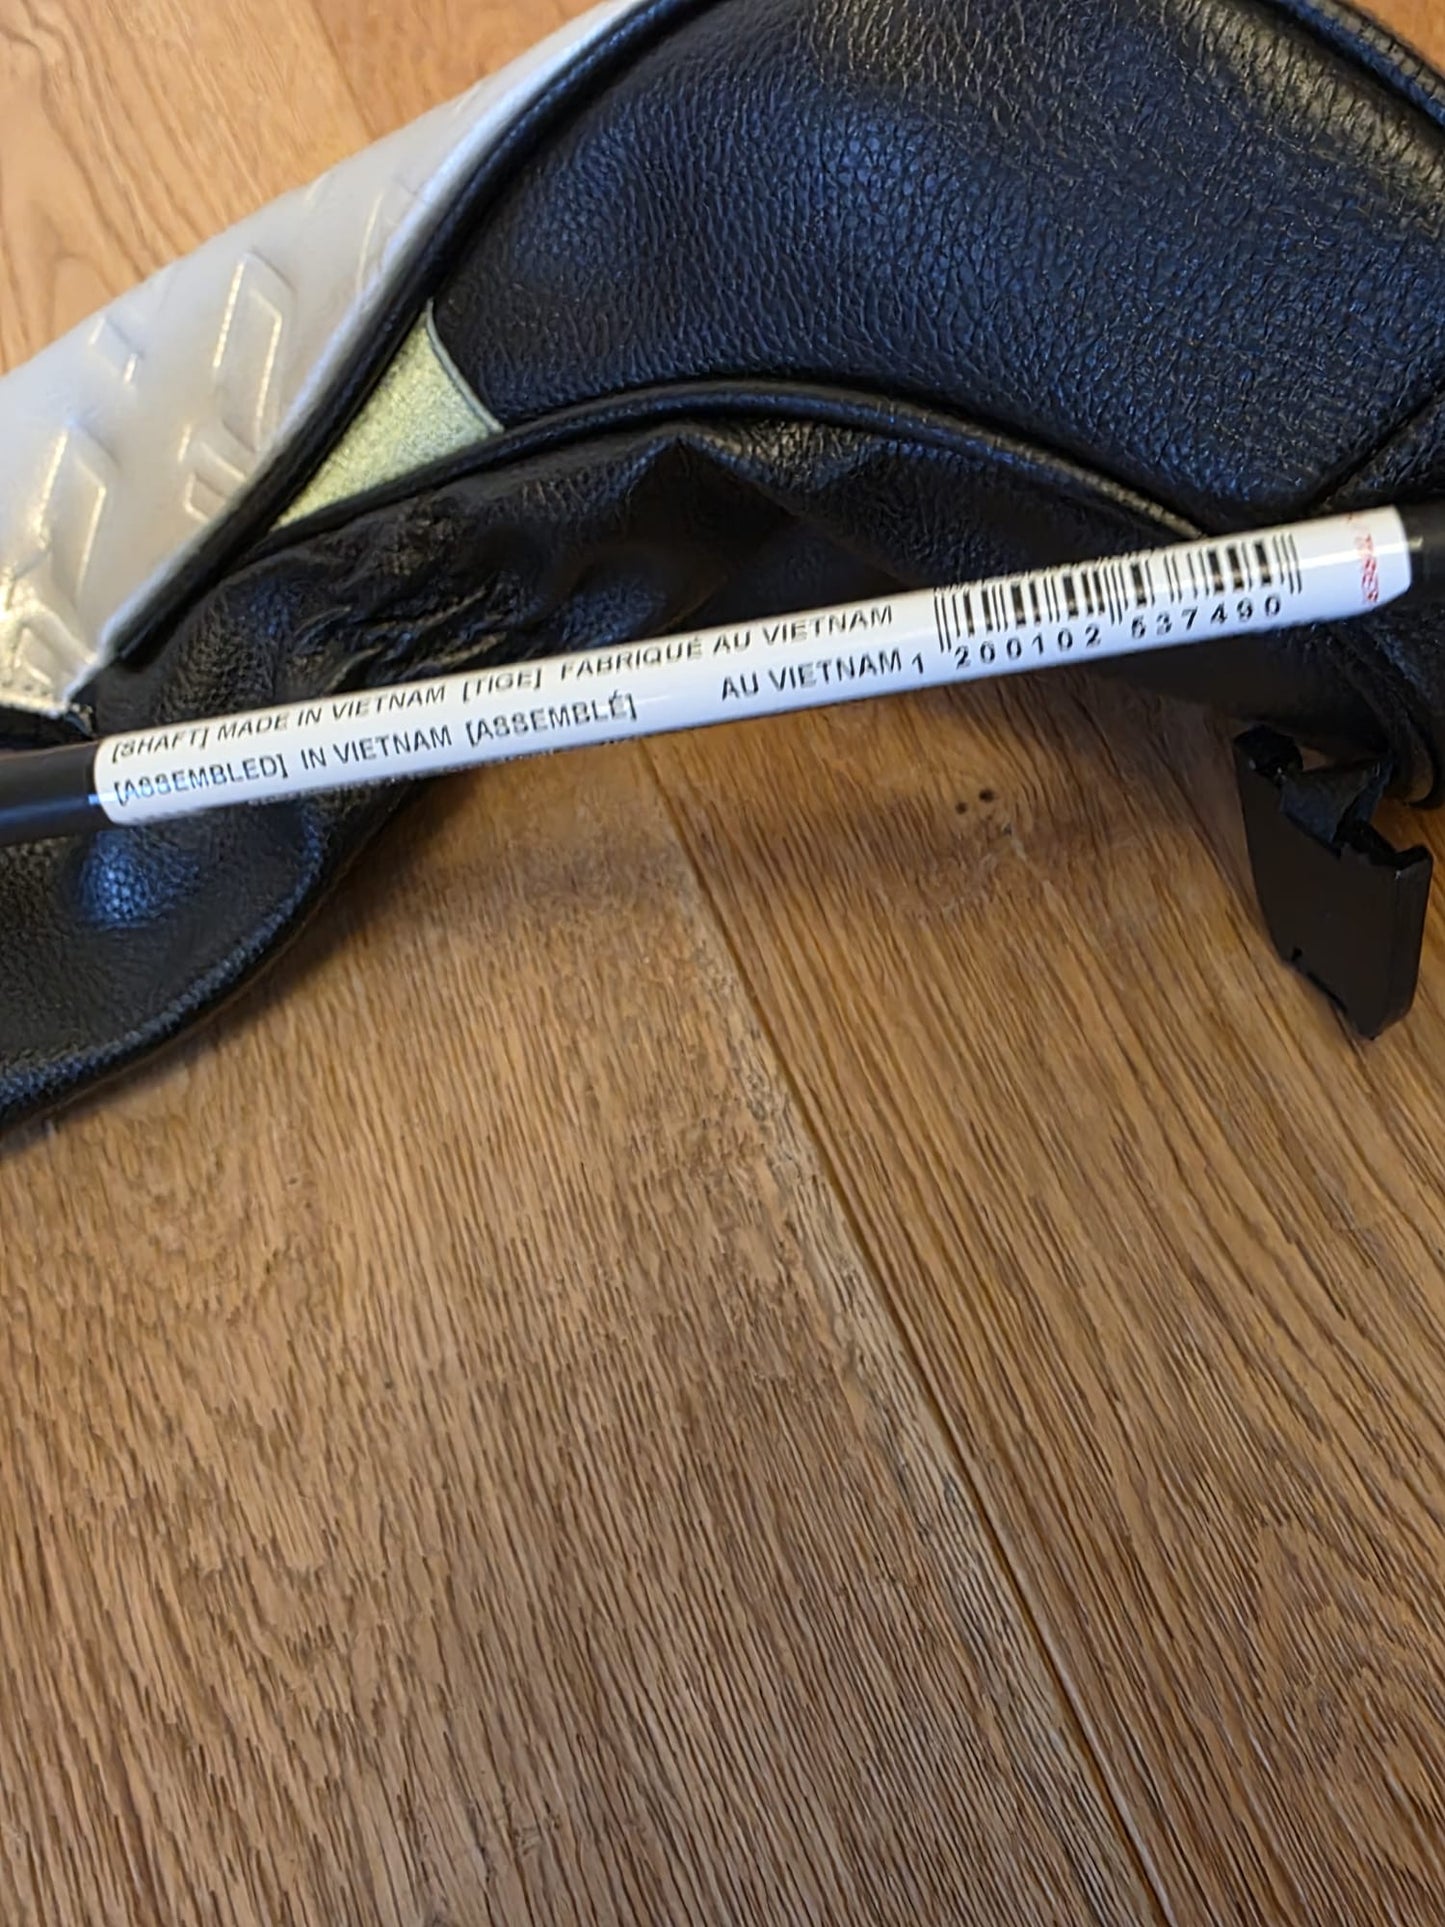 [SHAFT] MADE IN VIETNAM [TIGE] FABRIQUÉ AU VIETNAM
[ASSEMBLED] IN VIETNAM [ASSEMBLÉ] AU VIETNAM
1 200102 537490